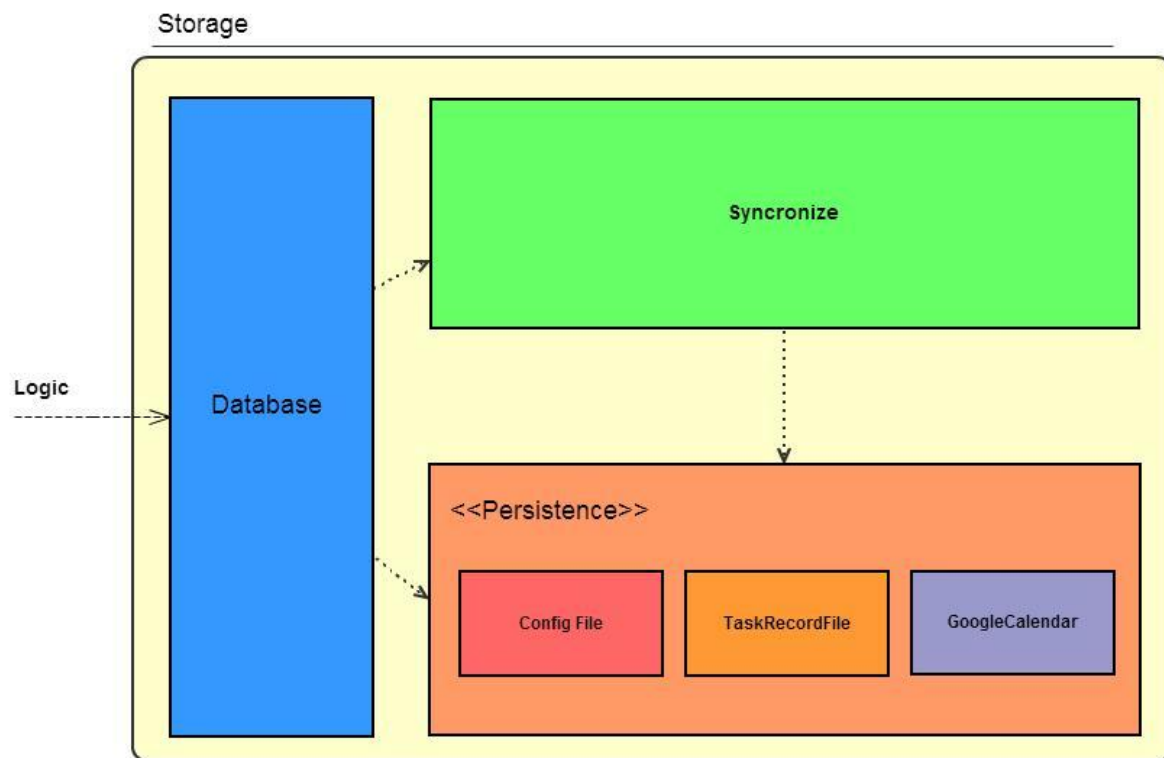 Storage
Syncronize
Logic
Database
<<Persistence>>
Config File
TaskRecordFile
GoogleCalendar